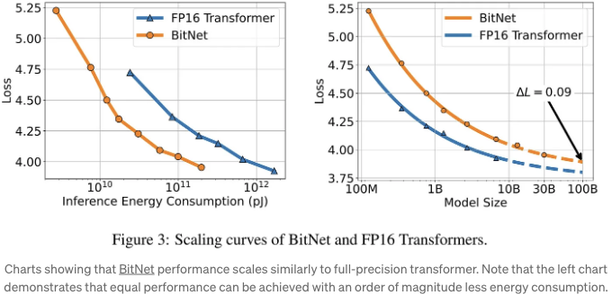 5.25
5.00
4.75
4.50
4.25
4.00
Loss
FP16 Transformer
BitNet
10^10
10^11
10^12
Inference Energy Consumption (pJ)
5.25
5.00
4.75
4.50
4.25
4.00
3.75
Loss
BitNet
FP16 Transformer
ΔL = 0.09
100M
1B
10B
30B
100B
Model Size
Figure 3: Scaling curves of BitNet and FP16 Transformers.
Charts showing that BitNet performance scales similarly to full-precision transformer. Note that the left chart
demonstrates that equal performance can be achieved with an order of magnitude less energy consumption.